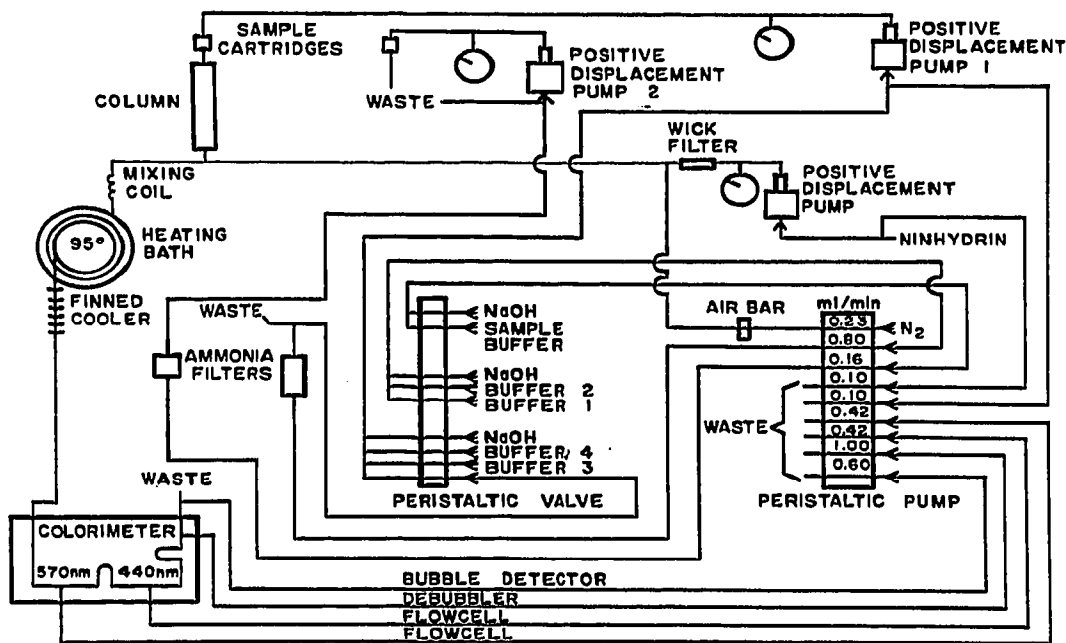 SAMPLE
CARTRIDGES
COLUMN
WASTE
POSITIVE
DISPLACEMENT
PUMP 2
POSITIVE
DISPLACEMENT
PUMP 1
WICK
FILTER
MIXING
COIL
POSITIVE
DISPLACEMENT
PUMP
95°
HEATING
BATH
NINHYDRIN
FINNED
COOLER
WASTE
AMMONIA
FILTERS
NaOH
SAMPLE
BUFFER
NaOH
BUFFER 2
BUFFER 1
NaOH
BUFFER 4
BUFFER 3
PERISTALTIC VALVE
AIR BAR
ml/min
0.23
N2
0.80
0.16
0.10
0.10
0.42
0.42
1.00
0.60
WASTE
PERISTALTIC PUMP
WASTE
COLORIMETER
570nm
440nm
BUBBLE DETECTOR
DEBUBBLER
FLOWCELL
FLOWCELL